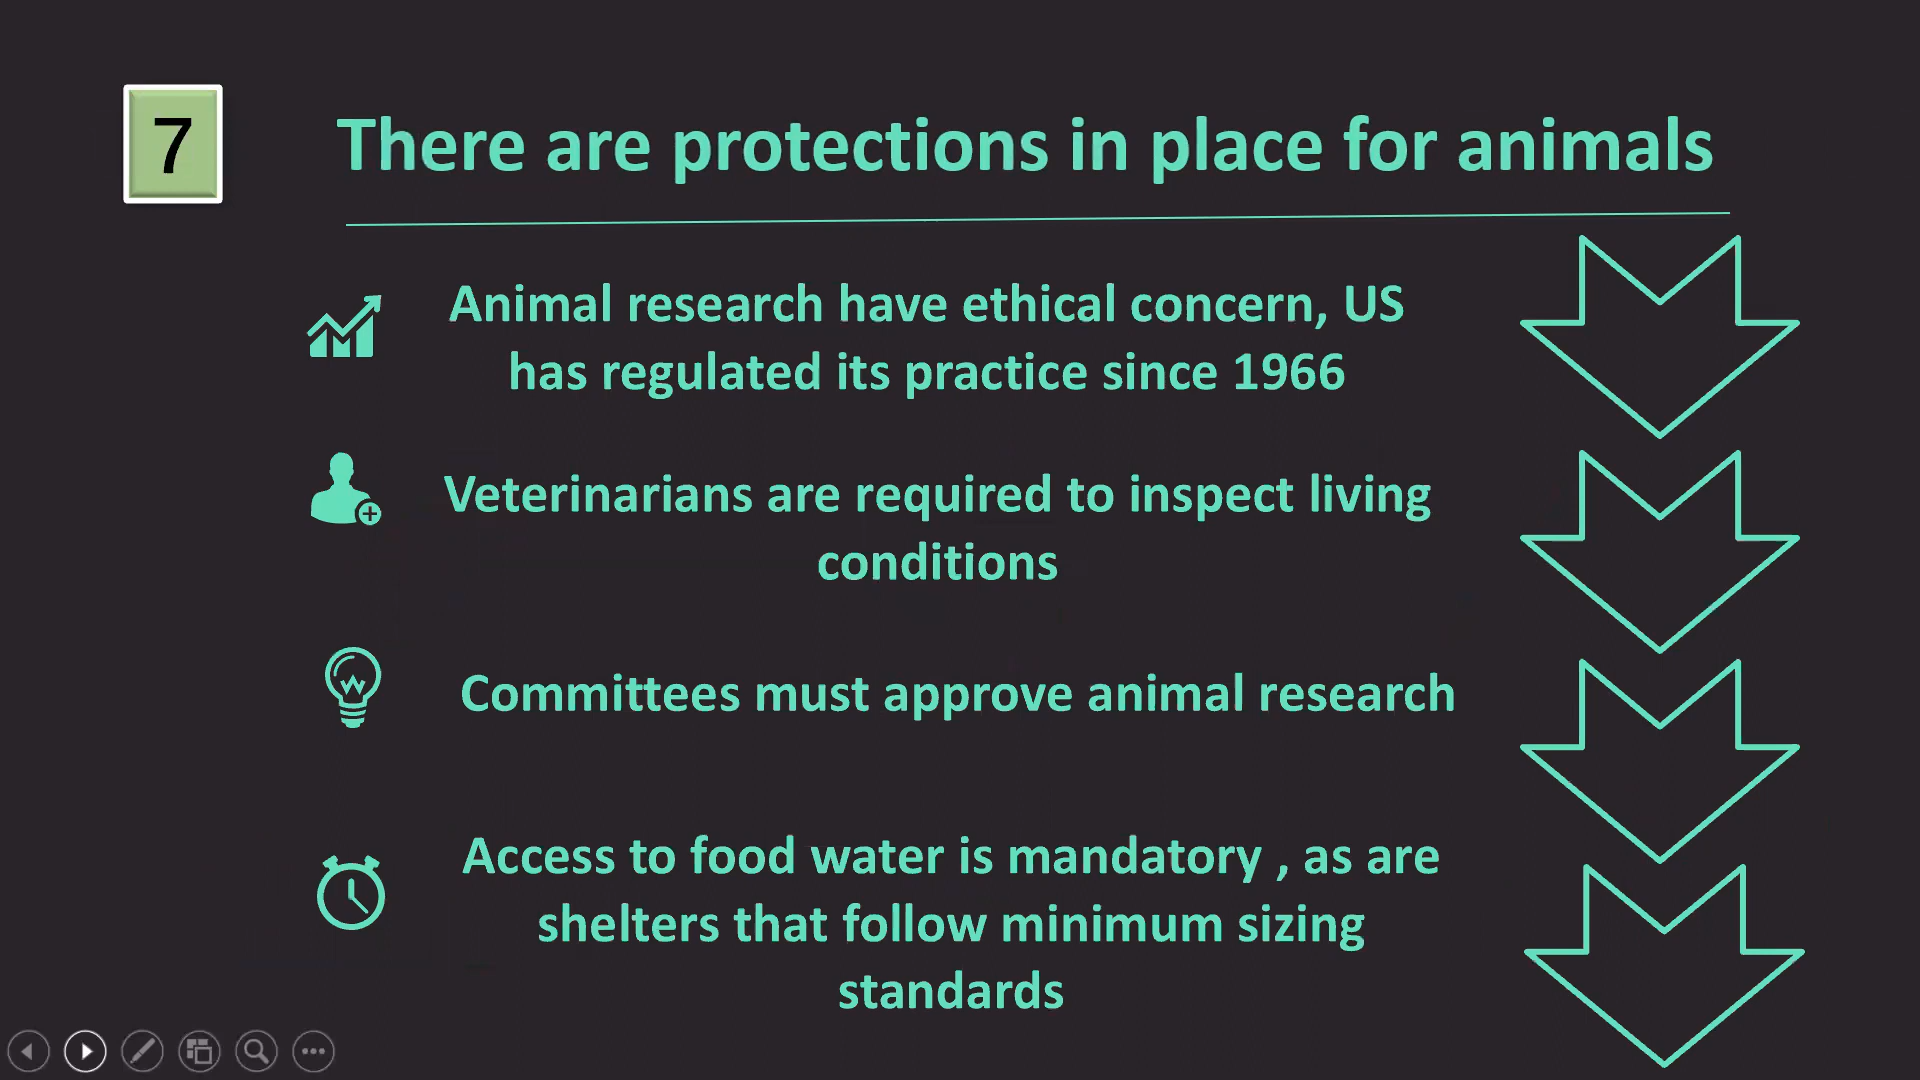 7
There are protections in place for animals
Animal research have ethical concern, US
has regulated its practice since 1966
Veterinarians are required to inspect living
conditions
Committees must approve animal research
Access to food water is mandatory , as are
shelters that follow minimum sizing
standards